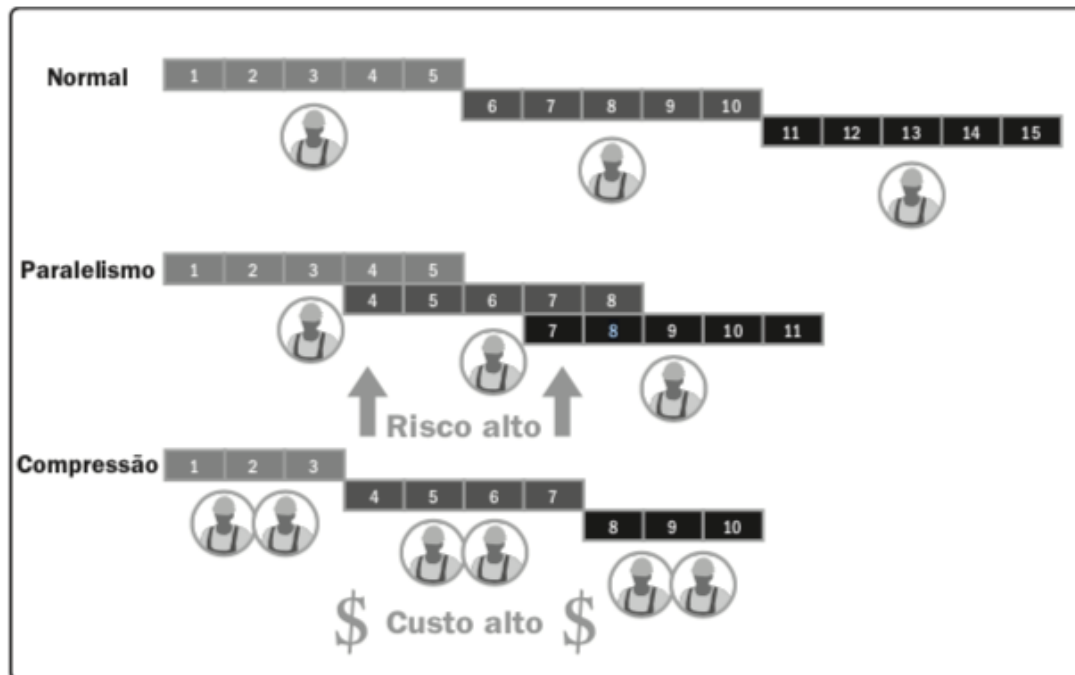 Normal
1 2 3 4 5
6 7 8 9 10
11 12 13 14 15
Paralelismo
1 2 3 4 5
4 5 6 7 8
7 8 9 10 11
Risco alto
Compressão
1 2 3
4 5 6 7
8 9 10
$ Custo alto $